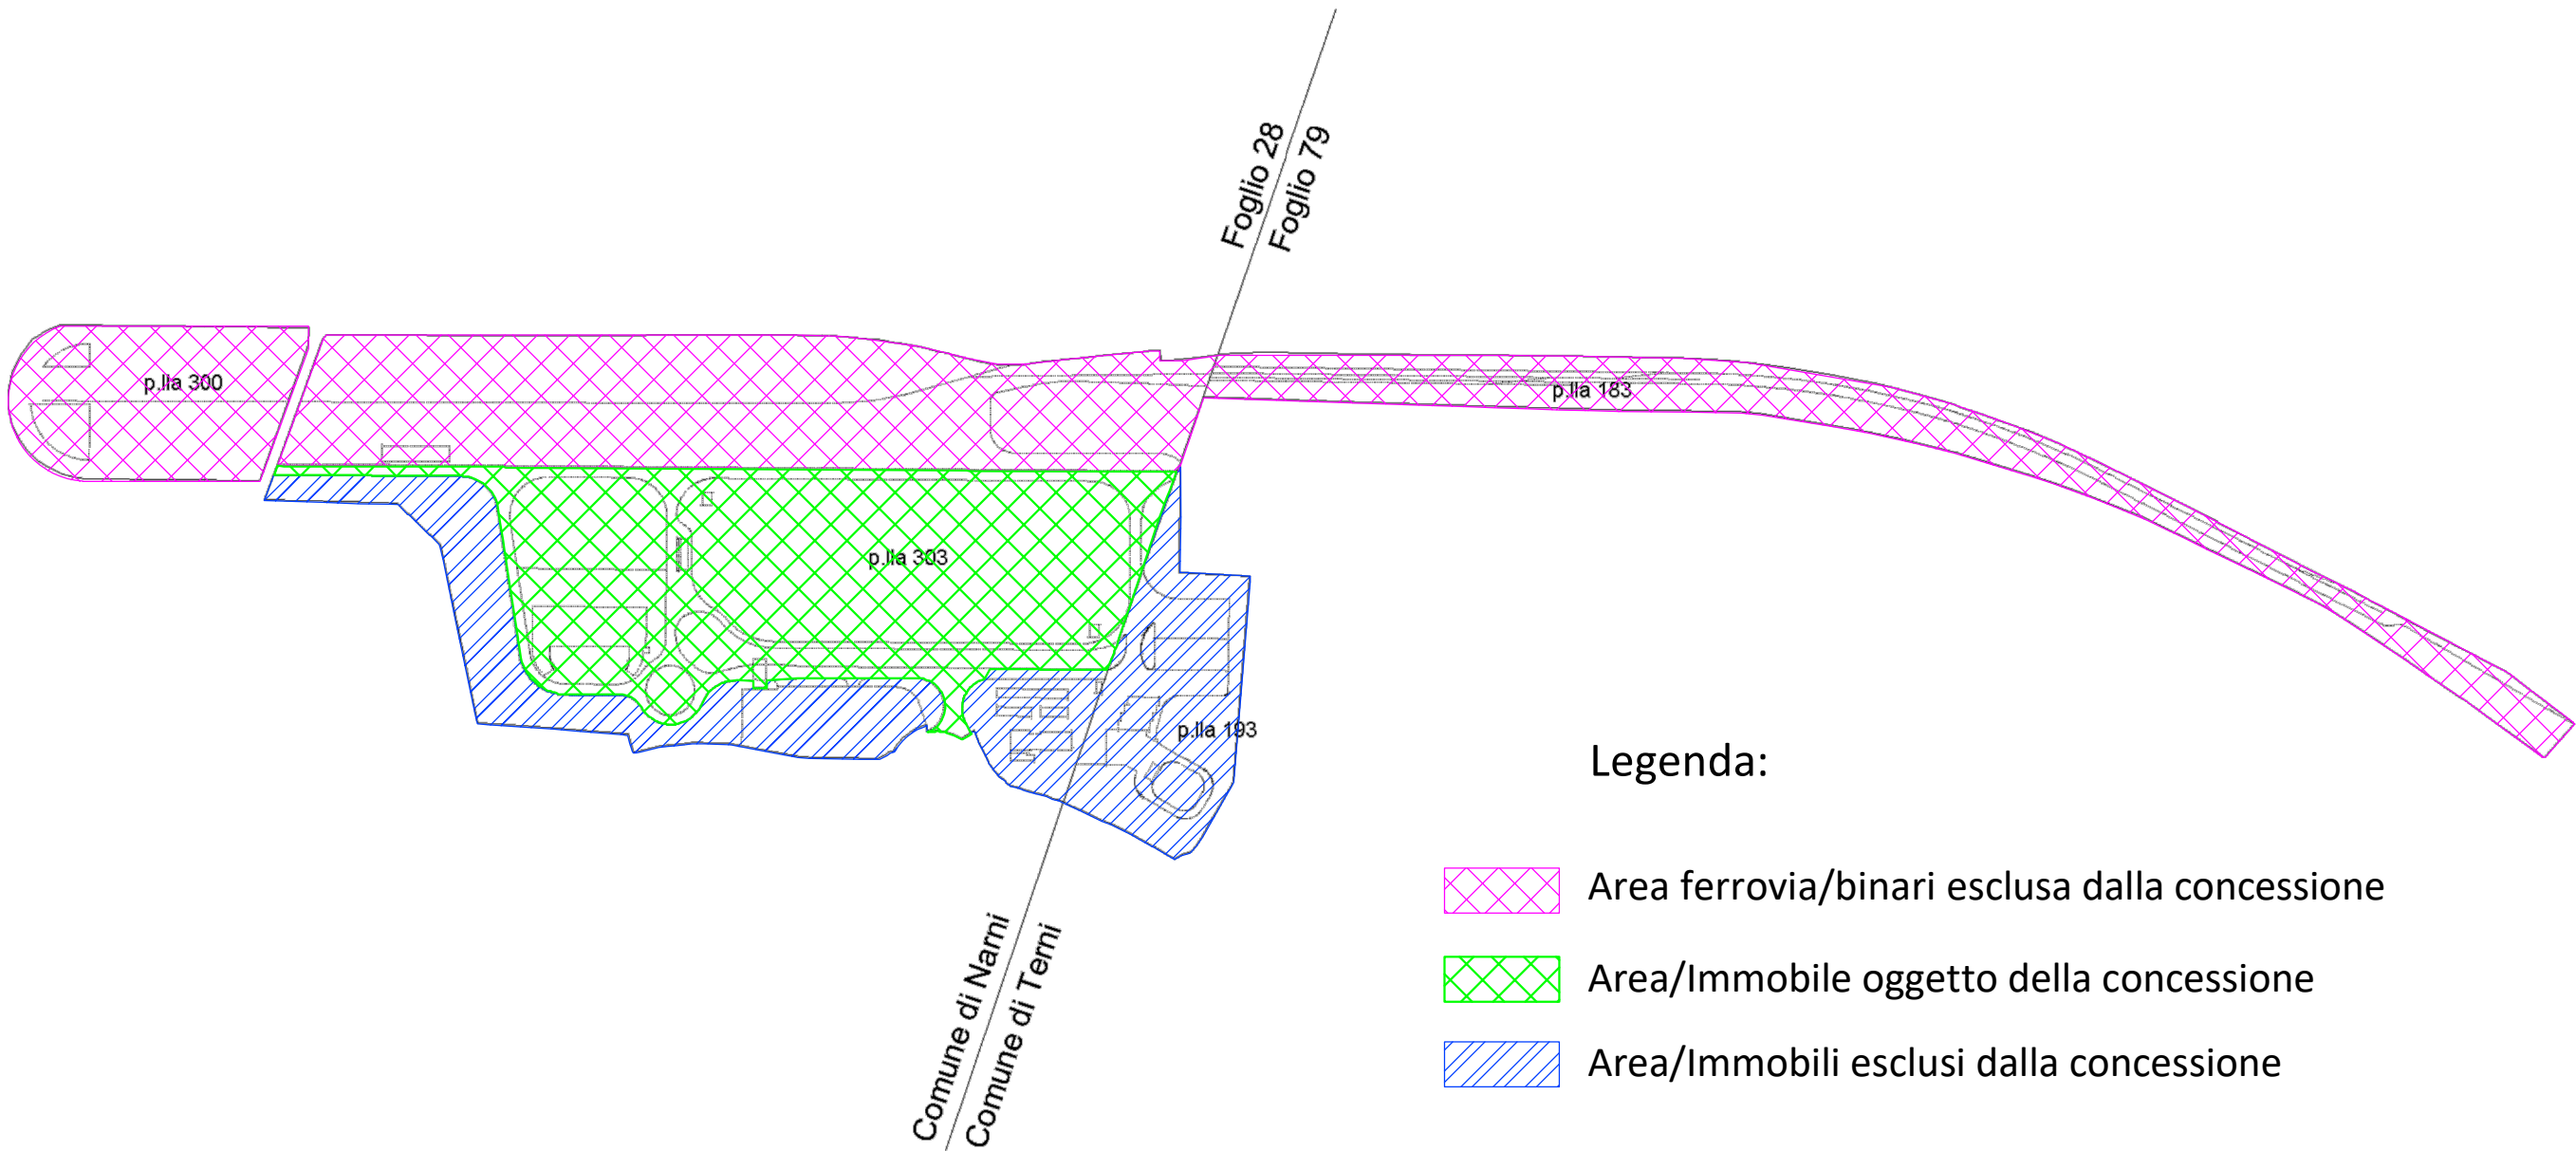 Foglio 28
Foglio 79
p.lla 300
p.lla 183
p.lla 303
p.lla 193
Comune di Narni
Comune di Terni
Legenda:
Area ferrovia/binari esclusa dalla concessione
Area/Immobile oggetto della concessione
Area/Immobili esclusi dalla concessione